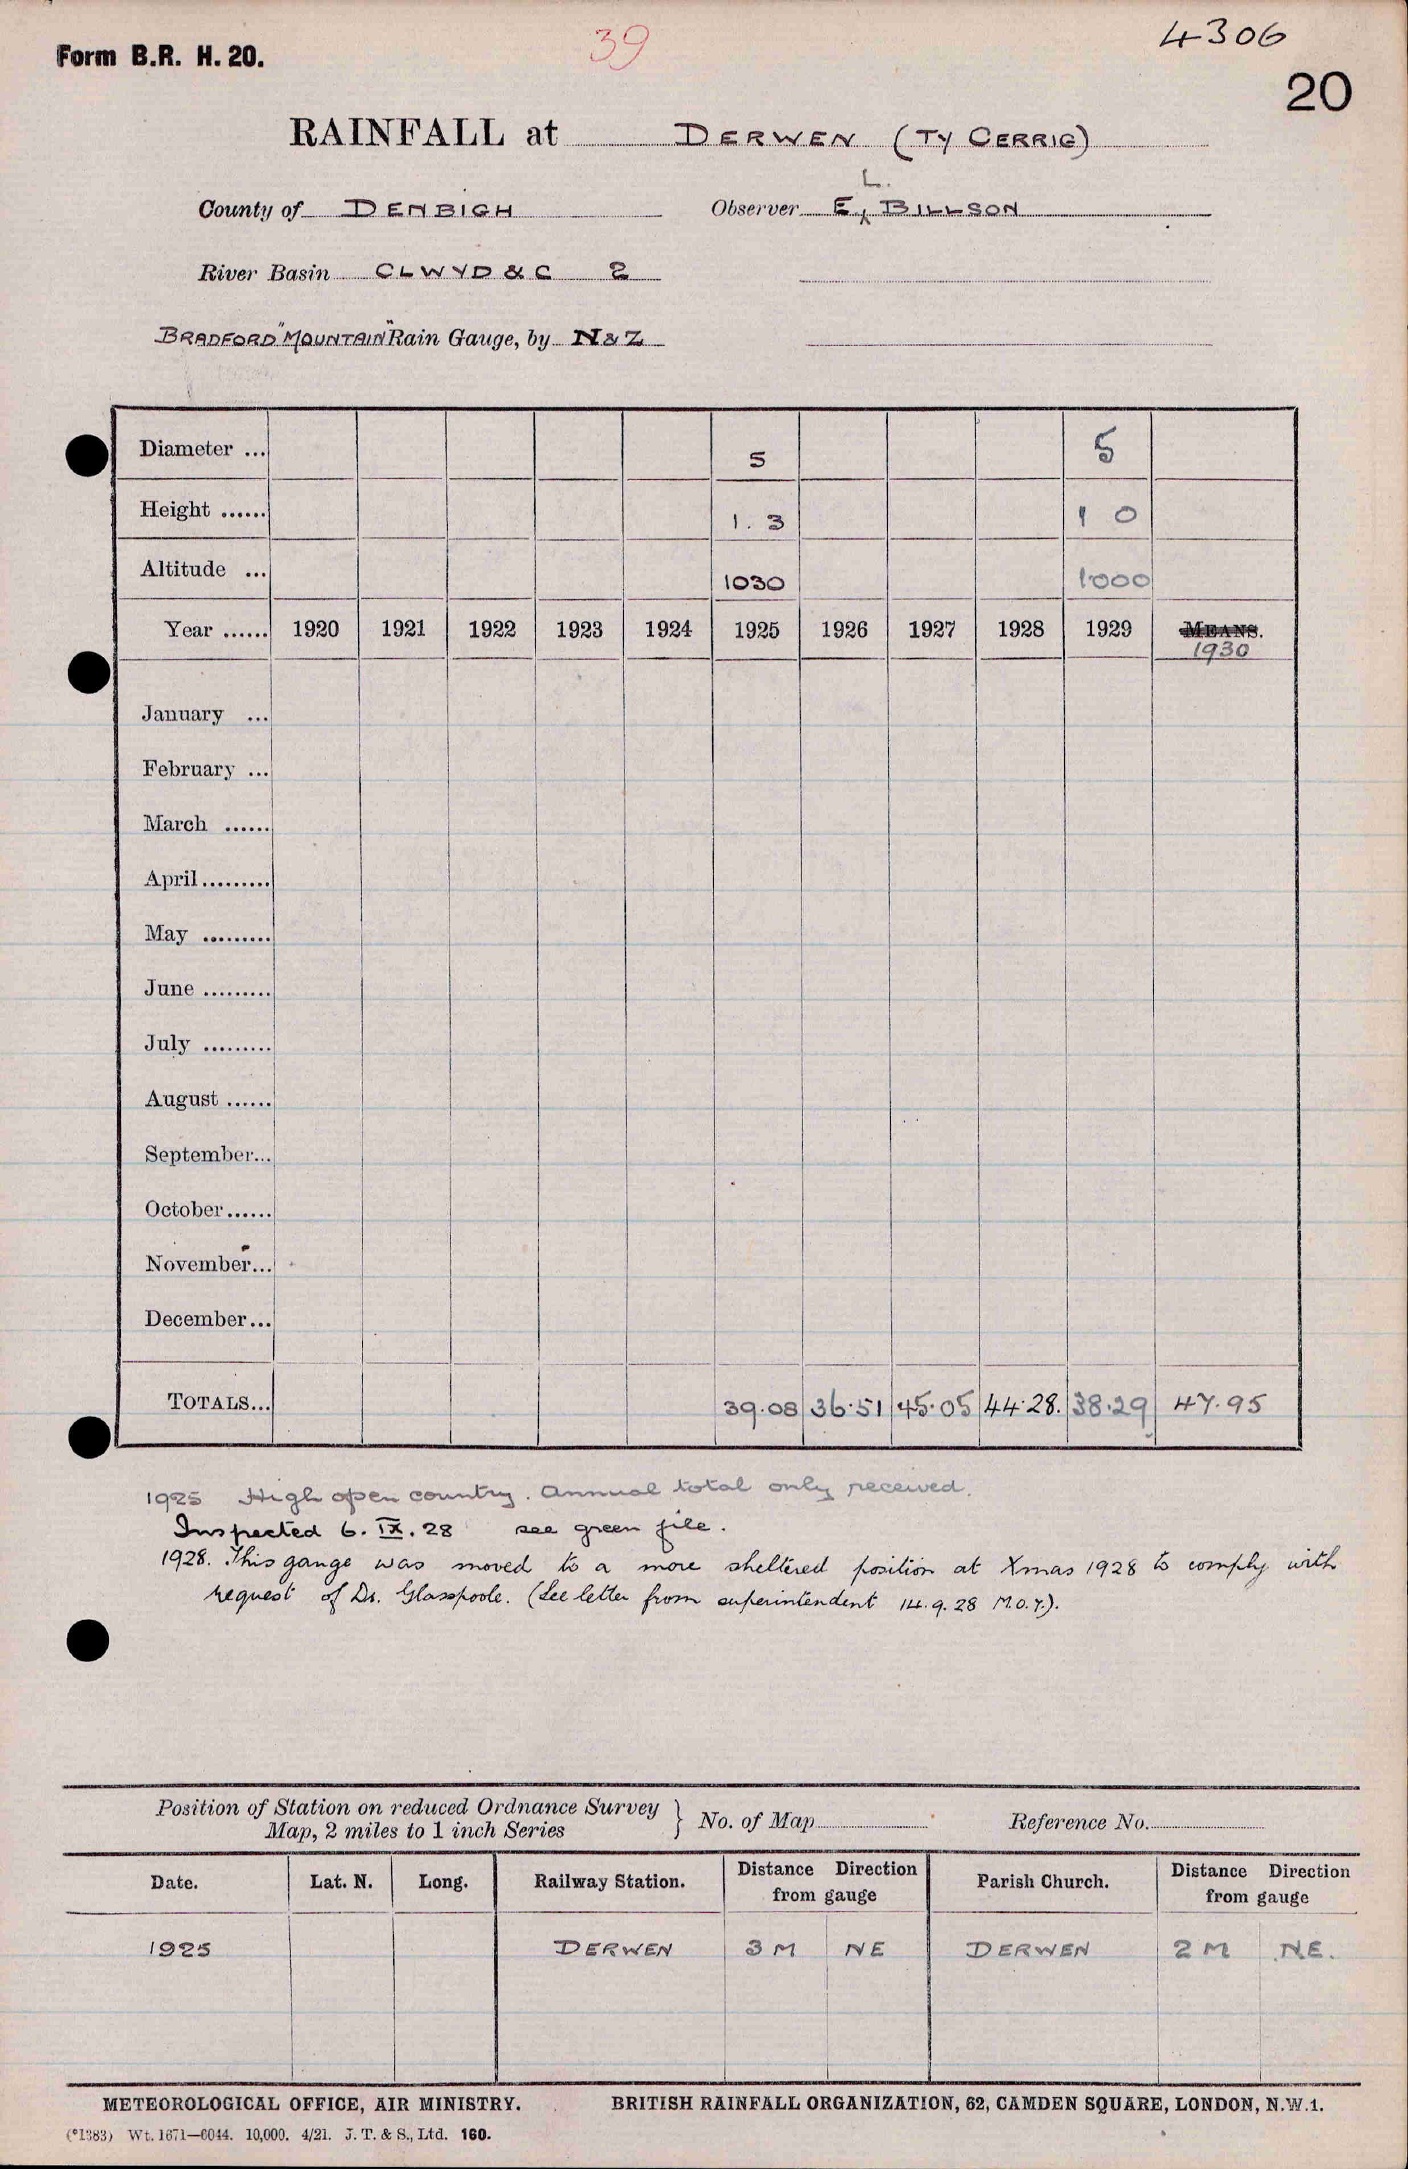 Form B.R. H. 20.
39
4306
20
RAINFALL at DERWEN (TY CERRIG)
County of DENBIGH Observer E. L. BILLSON
River Basin CLWYD & C 2
BRADFORD "MOUNTAIN" Rain Gauge, by N & Z
Diameter ... 5 5
Height ...... 1. 3 1 0
Altitude ... 1030 1000
Year ...... 1920 1921 1922 1923 1924 1925 1926 1927 1928 1929 MEANS. 1930
January ...
February ...
March ......
April .........
May .........
June .........
July .........
August ......
September...
October ......
November...
December...
TOTALS... 39.08 36.51 45.05 44.28. 38.29 47.95
1925 High open country. Annual total only received.
Inspected 6. IX. 28 see green file.
1928. This gauge was moved to a more sheltered position at Xmas 1928 to comply with
request of Dr. Glasspoole. (See letter from superintendent 14.9.28 M.O.7.).
Position of Station on reduced Ordnance Survey
Map, 2 miles to 1 inch Series } No. of Map Reference No.
Date. Lat. N. Long. Railway Station. Distance Direction from gauge Parish Church. Distance Direction from gauge
1925 DERWEN 3 M NE DERWEN 2 M N.E.
METEOROLOGICAL OFFICE, AIR MINISTRY. BRITISH RAINFALL ORGANIZATION, 62, CAMDEN SQUARE, LONDON, N.W.1.
(*1383) Wt. 1671—6044. 10,000. 4/21. J. T. & S., Ltd. 160.